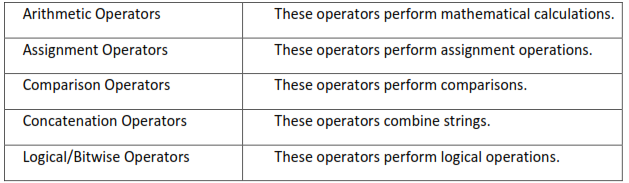 Arithmetic Operators These operators perform mathematical calculations.
Assignment Operators These operators perform assignment operations.
Comparison Operators These operators perform comparisons.
Concatenation Operators These operators combine strings.
Logical/Bitwise Operators These operators perform logical operations.